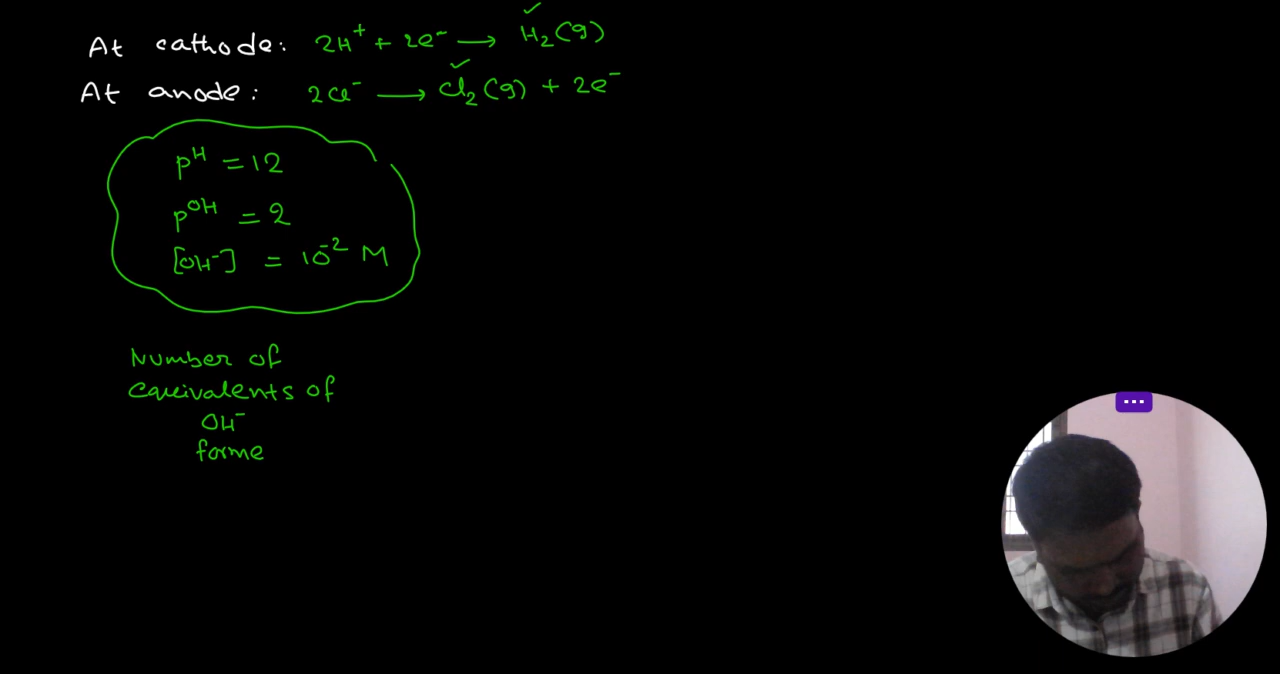 At cathode: 2H⁺ + 2e⁻ → H₂(g)
At anode: 2Cl⁻ → Cl₂(g) + 2e⁻
pH = 12
pOH = 2
[OH⁻] = 10⁻² M
Number of
equivalents of
OH⁻
forme